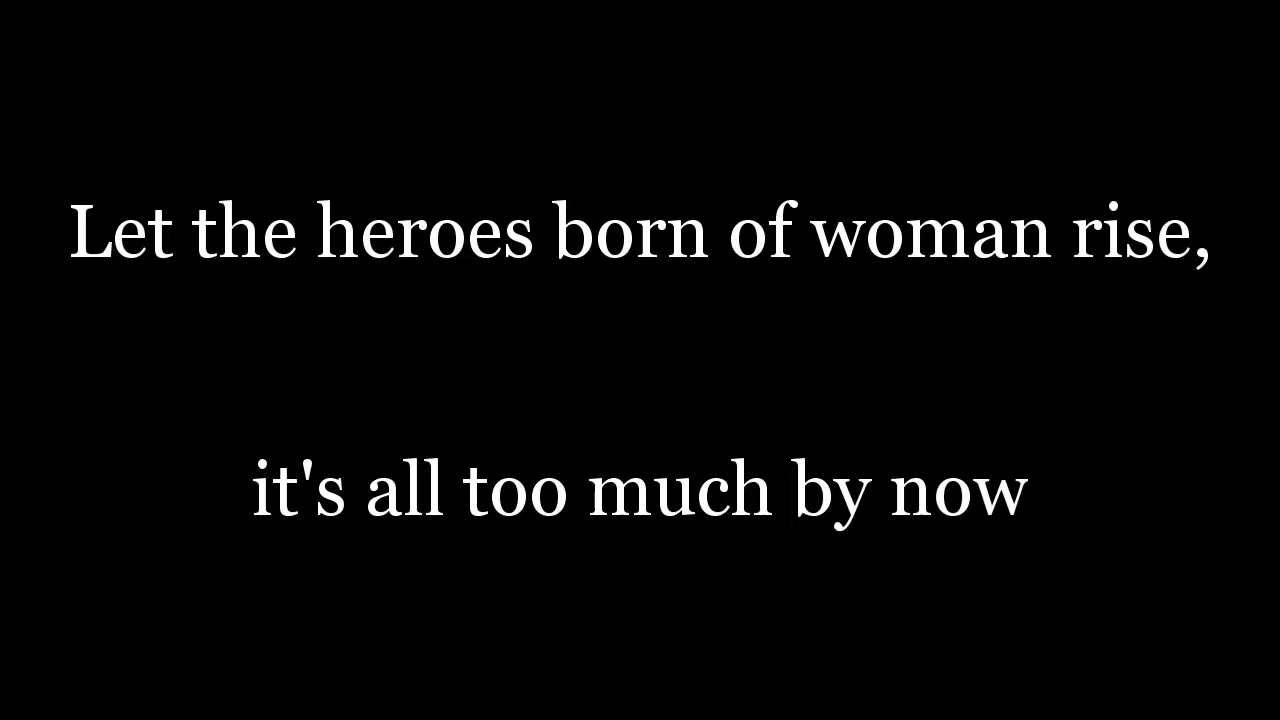 Let the heroes born of woman rise,
it's all too much by now